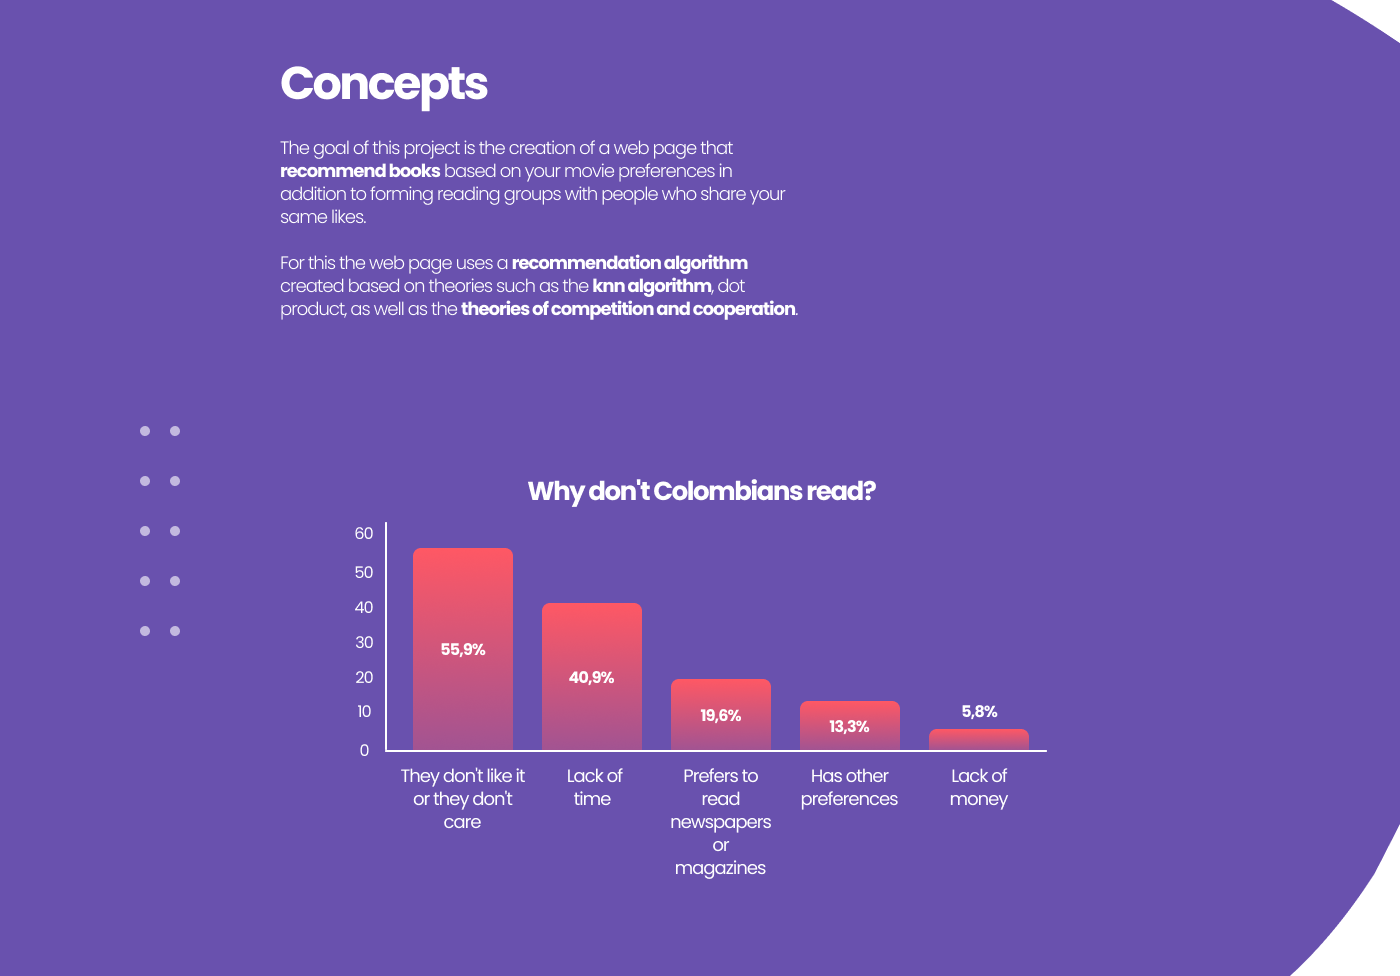 Concepts
The goal of this project is the creation of a web page that
recommend books based on your movie preferences in
addition to forming reading groups with people who share your
same likes.
For this the web page uses a recommendation algorithm
created based on theories such as the knn algorithm, dot
product, as well as the theories of competition and cooperation.
Why don't Colombians read?
60
50
40
30
20
10
0
55,9%
40,9%
19,6%
13,3%
5,8%
They don't like it
or they don't
care
Lack of
time
Prefers to
read
newspapers
or
magazines
Has other
preferences
Lack of
money